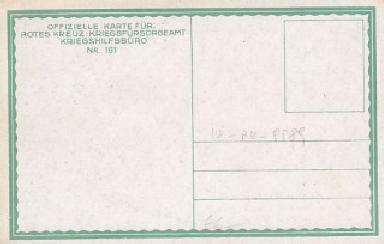 OFFIZIELLE KARTE FÜR:
ROTES KREUZ, KRIEGSFÜRSORGEAMT
KRIEGSHILFSBÜRO
NR. 161